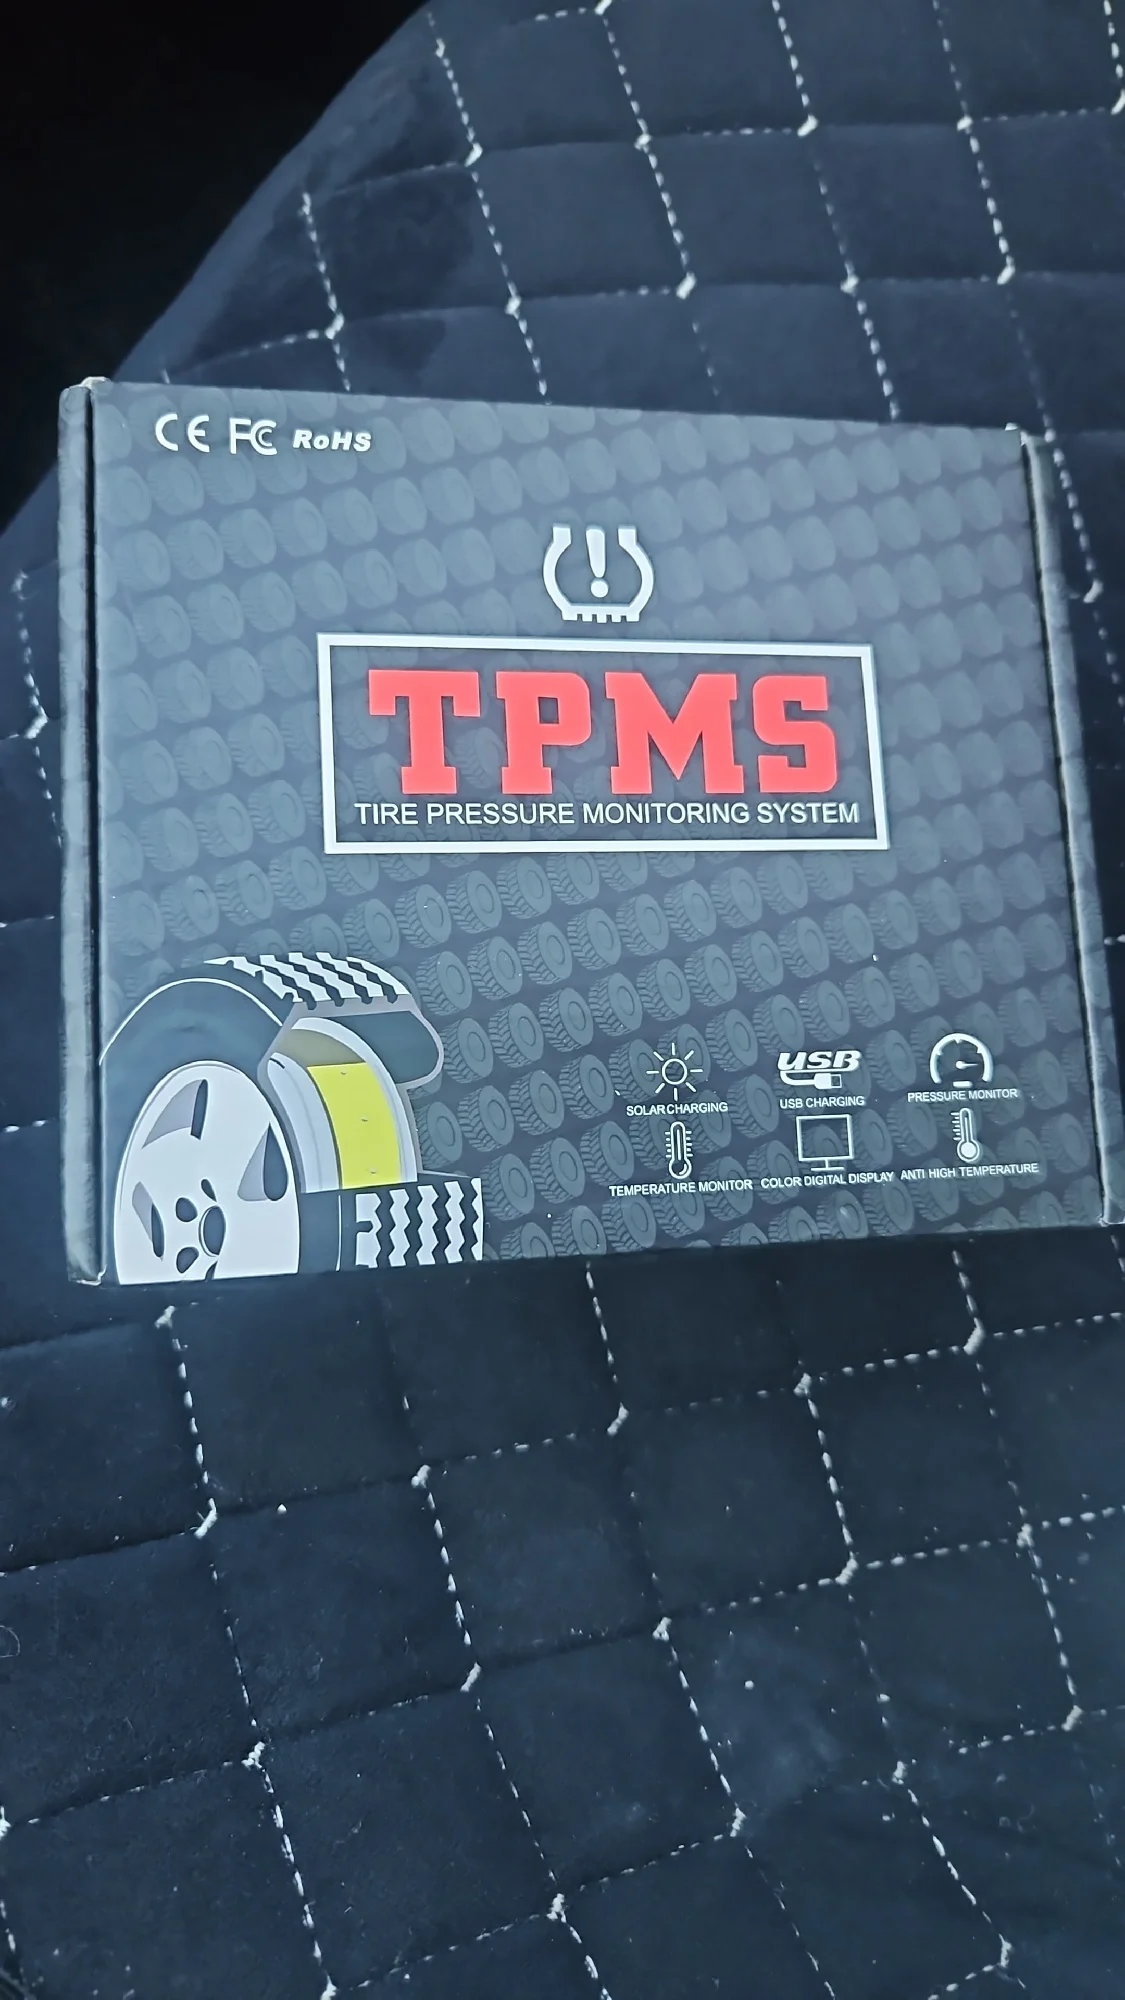 CE FC RoHS
TPMS
TIRE PRESSURE MONITORING SYSTEM
USB
SOLAR CHARGING USB CHARGING PRESSURE MONITOR
TEMPERATURE MONITOR COLOR DIGITAL DISPLAY ANTI HIGH TEMPERATURE